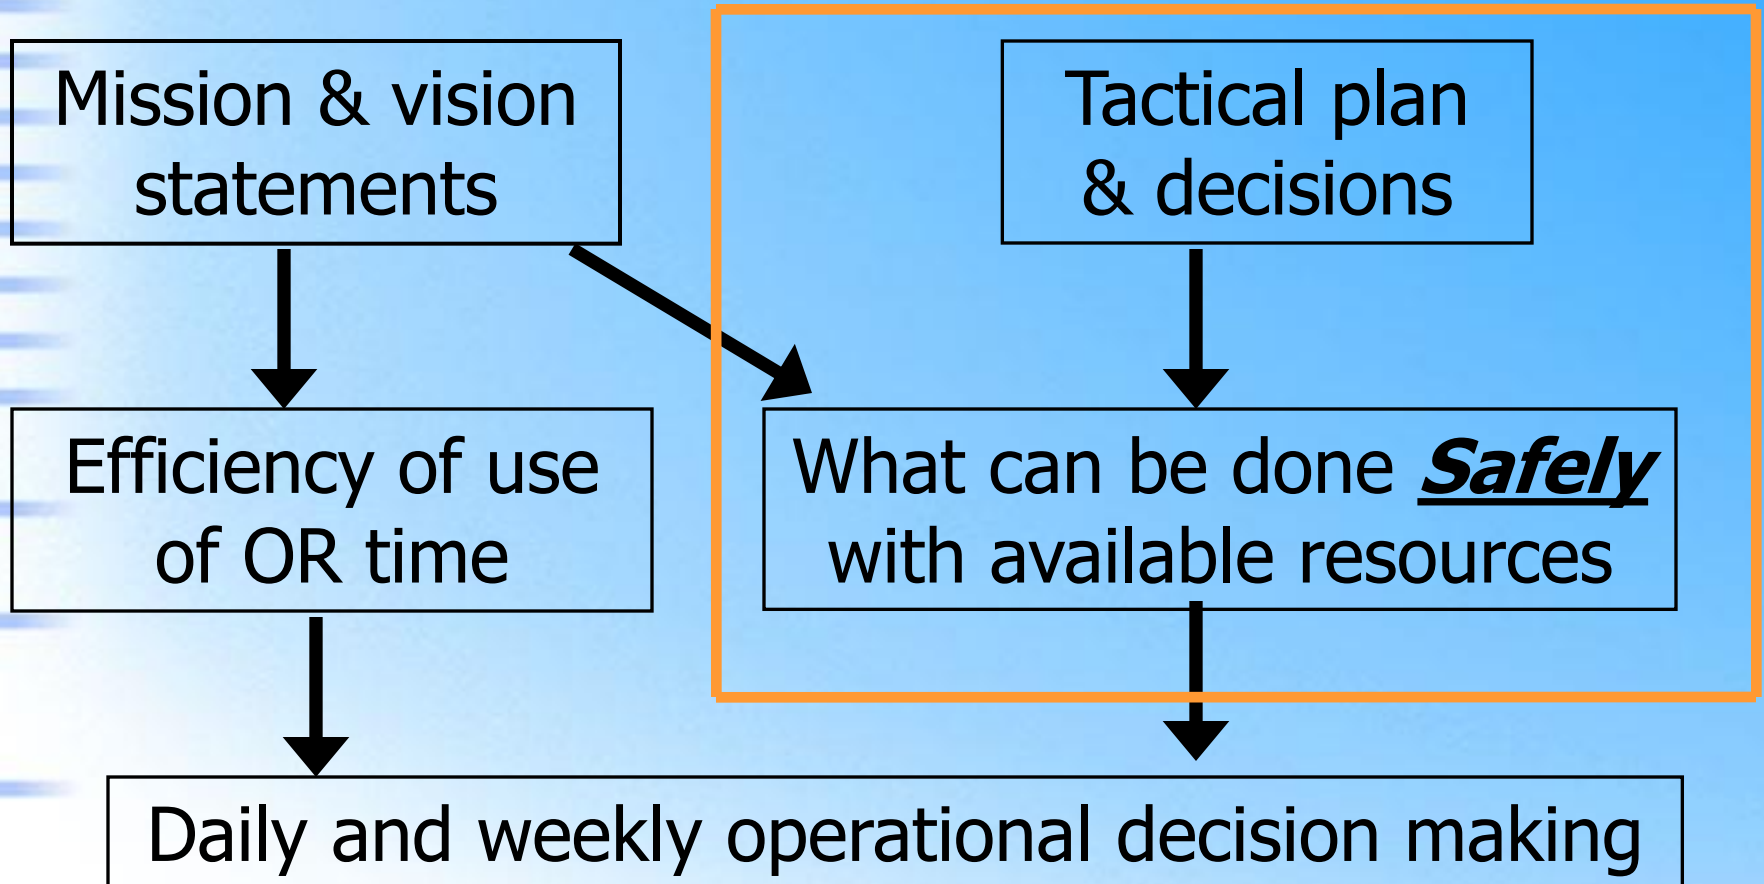 Mission & vision
statements
Tactical plan
& decisions
Efficiency of use
of OR time
What can be done Safely
with available resources
Daily and weekly operational decision making